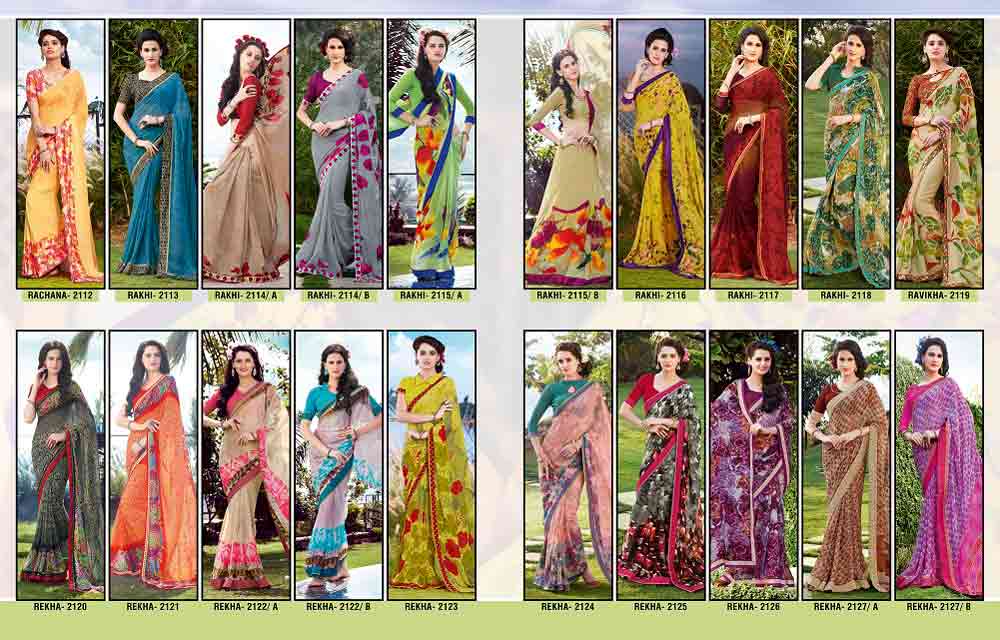 RACHANA- 2112
RAKHI- 2113
RAKHI- 2114/ A
RAKHI- 2114/ B
RAKHI- 2115/ A
RAKHI- 2115/ B
RAKHI- 2116
RAKHI- 2117
RAKHI- 2118
RAVIKHA- 2119
REKHA- 2120
REKHA- 2121
REKHA- 2122/ A
REKHA- 2122/ B
REKHA- 2123
REKHA- 2124
REKHA- 2125
REKHA- 2126
REKHA- 2127/ A
REKHA- 2127/ B